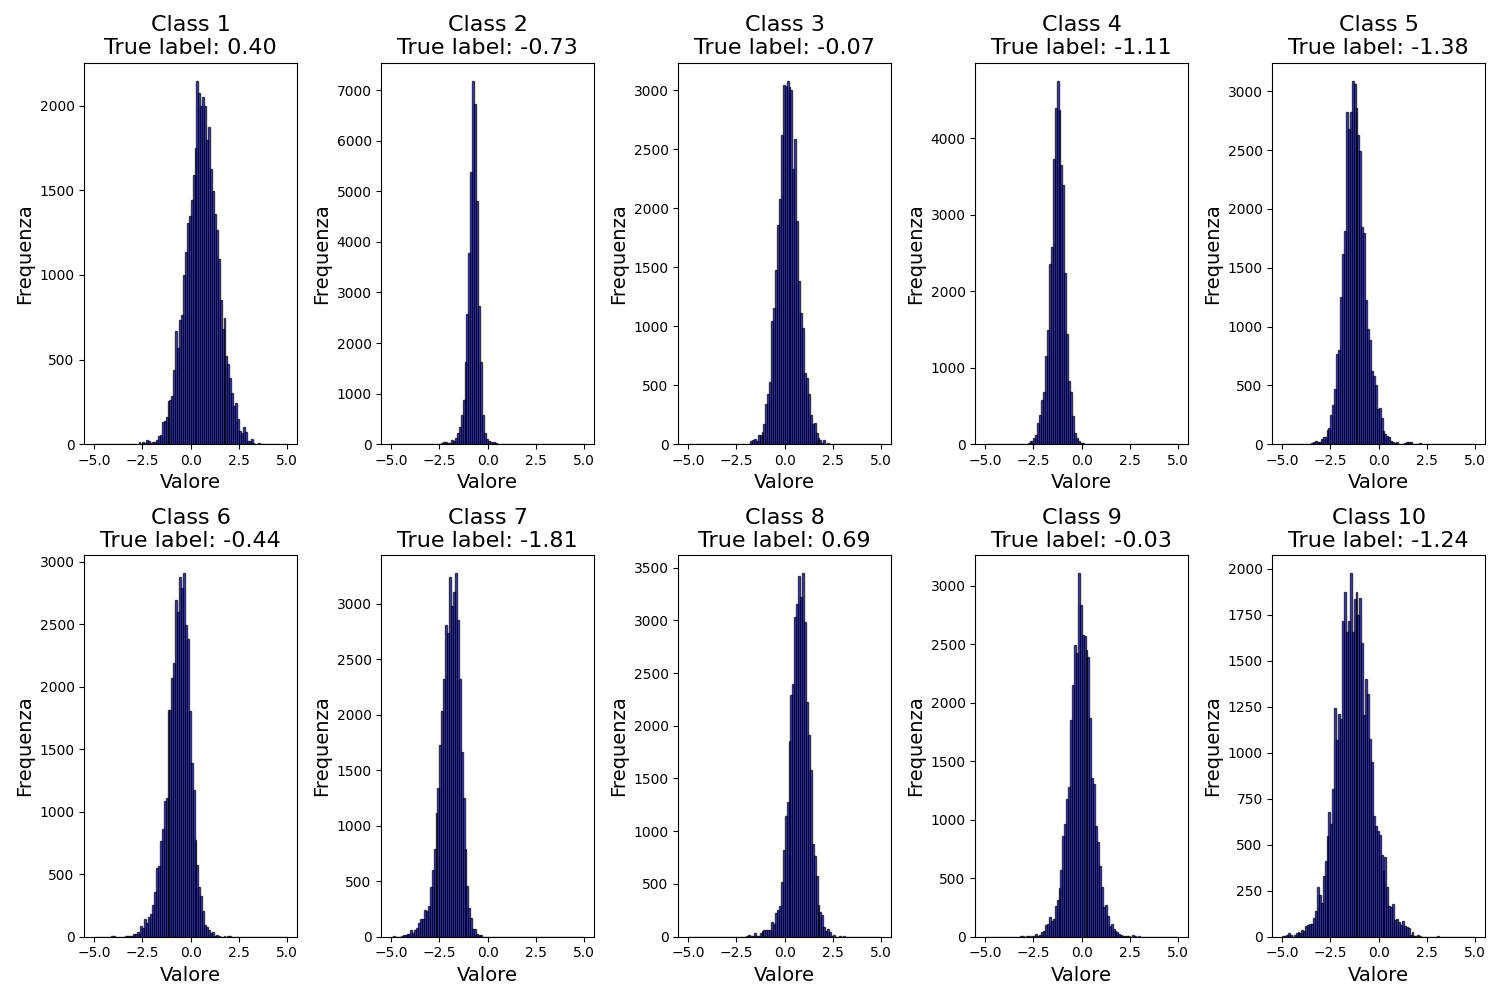 Class 1
True label: 0.40
Class 2
True label: -0.73
Class 3
True label: -0.07
Class 4
True label: -1.11
Class 5
True label: -1.38
Frequenza
2000
1500
1000
500
0
−5.0 −2.5 0.0 2.5 5.0
Valore
Frequenza
7000
6000
5000
4000
3000
2000
1000
0
−5.0 −2.5 0.0 2.5 5.0
Valore
Frequenza
3000
2500
2000
1500
1000
500
0
−5.0 −2.5 0.0 2.5 5.0
Valore
Frequenza
4000
3000
2000
1000
0
−5.0 −2.5 0.0 2.5 5.0
Valore
Frequenza
3000
2500
2000
1500
1000
500
0
−5.0 −2.5 0.0 2.5 5.0
Valore
Class 6
True label: -0.44
Class 7
True label: -1.81
Class 8
True label: 0.69
Class 9
True label: -0.03
Class 10
True label: -1.24
Frequenza
3000
2500
2000
1500
1000
500
0
−5.0 −2.5 0.0 2.5 5.0
Valore
Frequenza
3000
2500
2000
1500
1000
500
0
−5.0 −2.5 0.0 2.5 5.0
Valore
Frequenza
3500
3000
2500
2000
1500
1000
500
0
−5.0 −2.5 0.0 2.5 5.0
Valore
Frequenza
3000
2500
2000
1500
1000
500
0
−5.0 −2.5 0.0 2.5 5.0
Valore
Frequenza
2000
1750
1500
1250
1000
750
500
250
0
−5.0 −2.5 0.0 2.5 5.0
Valore